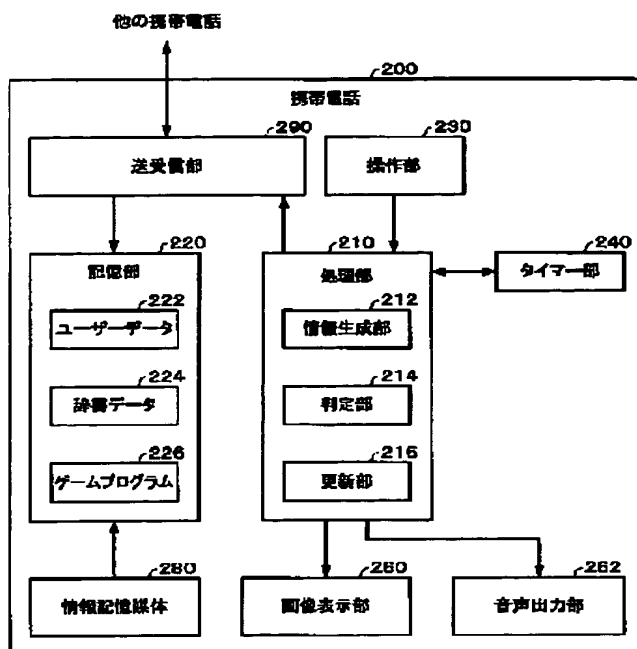 他の携帯電話
200
携帯電話
290
送受信部
230
操作部
220
記憶部
222
ユーザーデータ
224
辞書データ
226
ゲームプログラム
210
処理部
212
情報生成部
214
判定部
216
更新部
240
タイマー部
280
情報記憶媒体
260
画像表示部
262
音声出力部